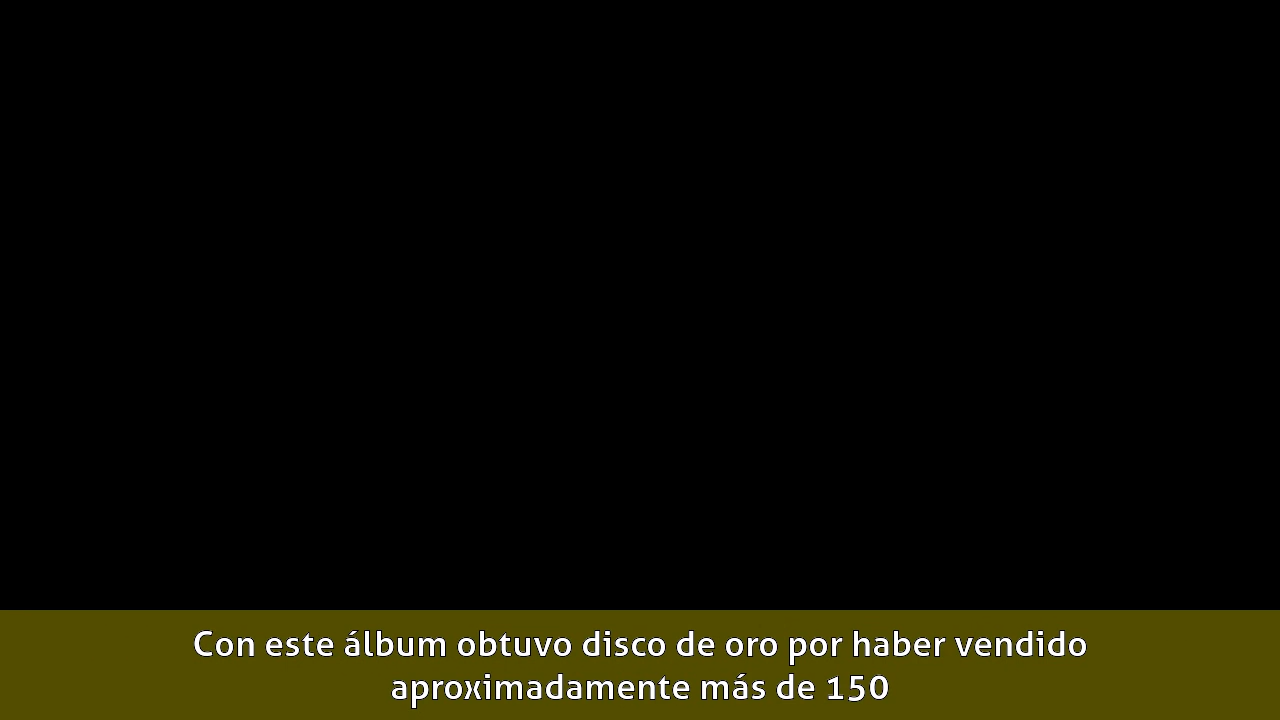 Con este álbum obtuvo disco de oro por haber vendido
aproximadamente más de 150